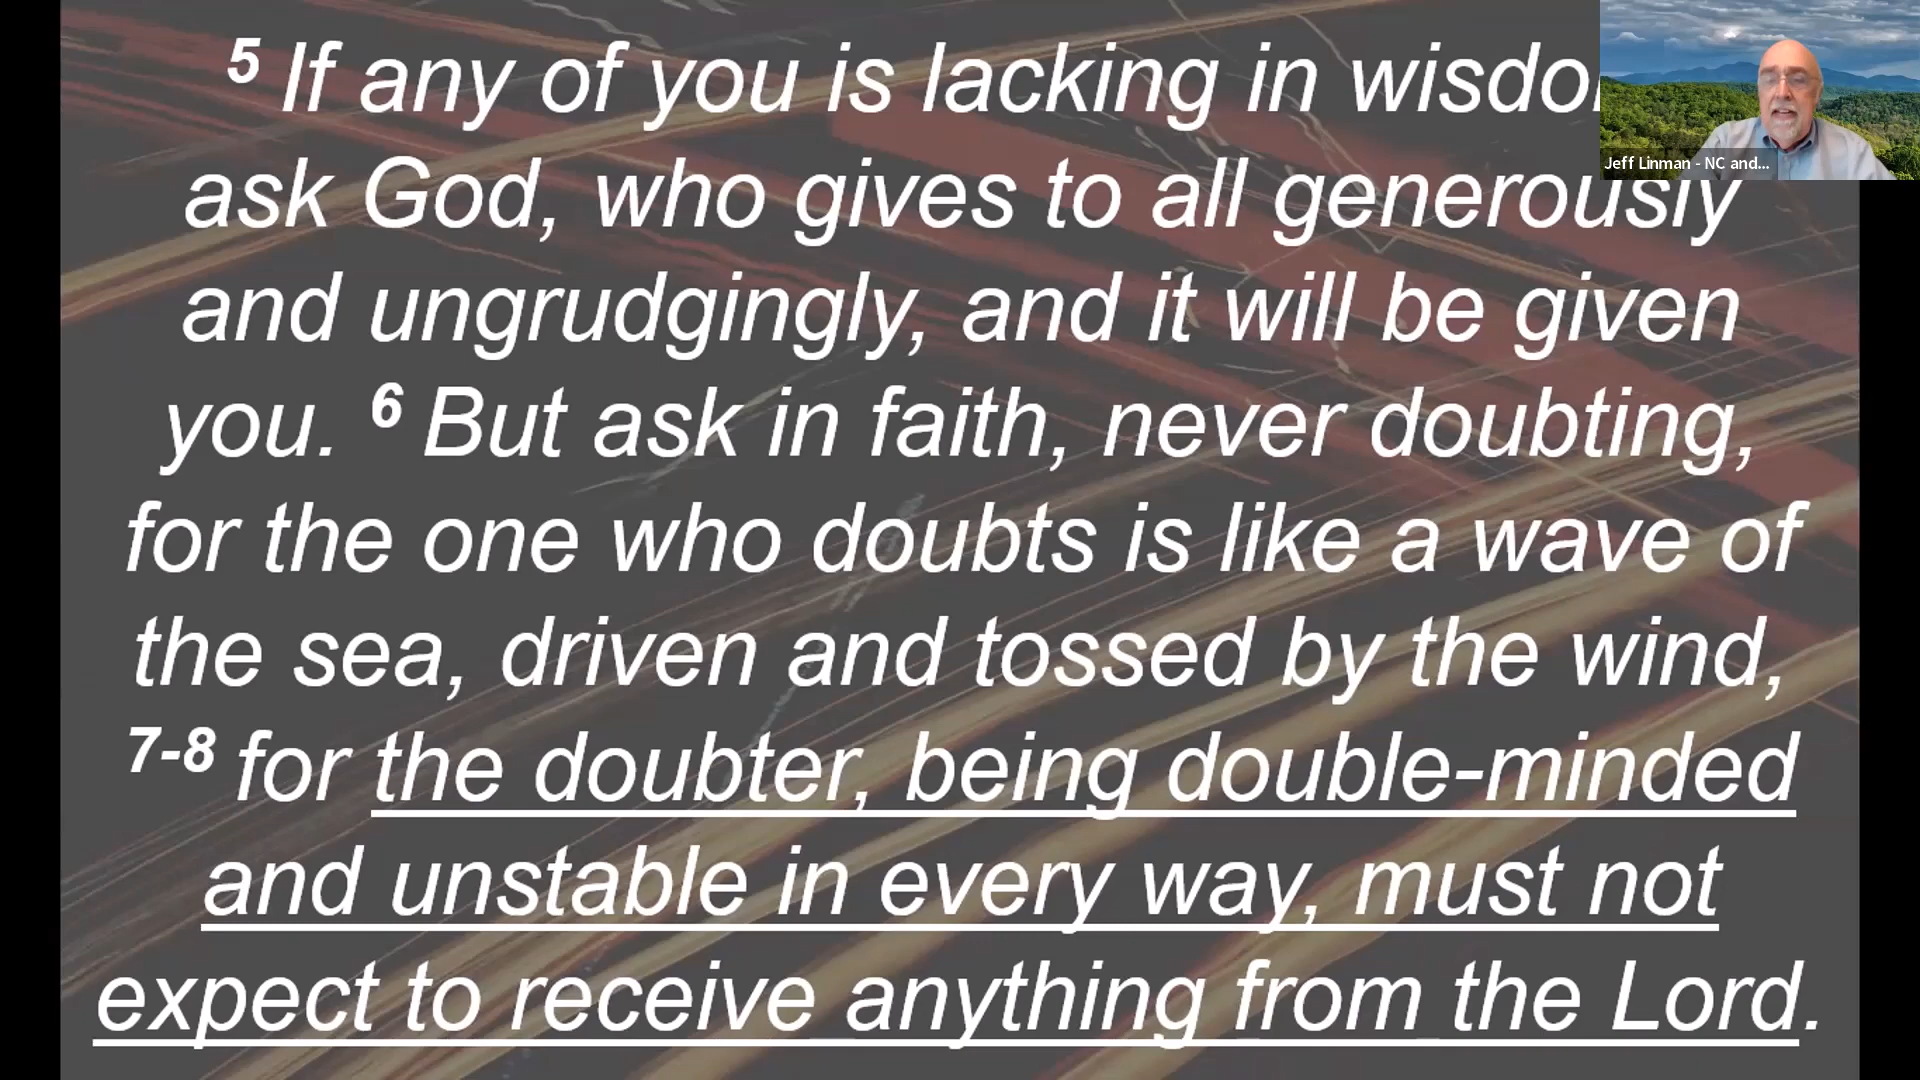 5 If any of you is lacking in
ask God, who gives to all generously
and ungrudgingly, and it will be given
you. 6 But ask in faith, never doubting,
for the one who doubts is like a wave of
the sea, driven and tossed by the wind,
7-8 for the doubter, being double-minded
and unstable in every way, must not
expect to receive anything from the Lord.
Jeff Linman - NC and...